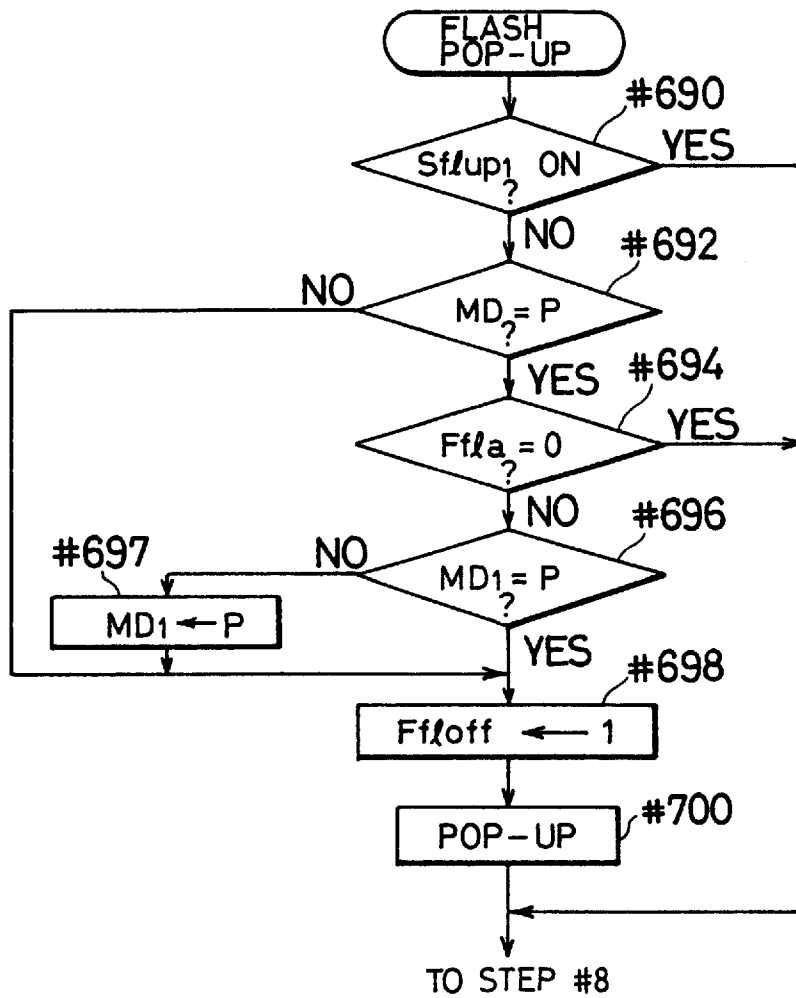 FLASH
POP-UP
#690
Sflup1 ON
?
YES
NO
#692
NO
MD = P
?
YES
#694
Ffla = 0
?
YES
NO
#696
#697
NO
MD1 = P
?
MD1 ← P
YES
#698
Ffloff ← 1
#700
POP-UP
TO STEP #8